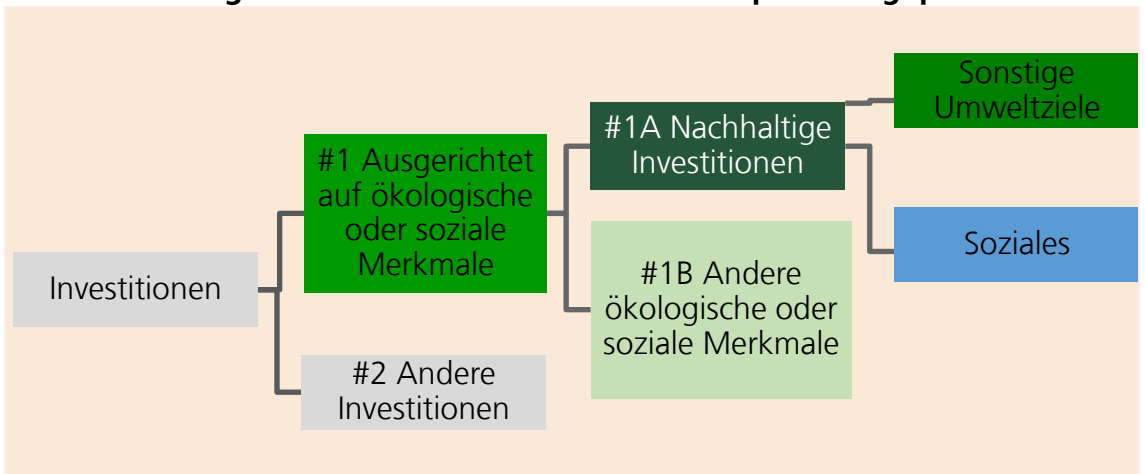 Investitionen
#1 Ausgerichtet
auf ökologische
oder soziale
Merkmale
#2 Andere
Investitionen
#1A Nachhaltige
Investitionen
#1B Andere
ökologische oder
soziale Merkmale
Sonstige
Umweltziele
Soziales